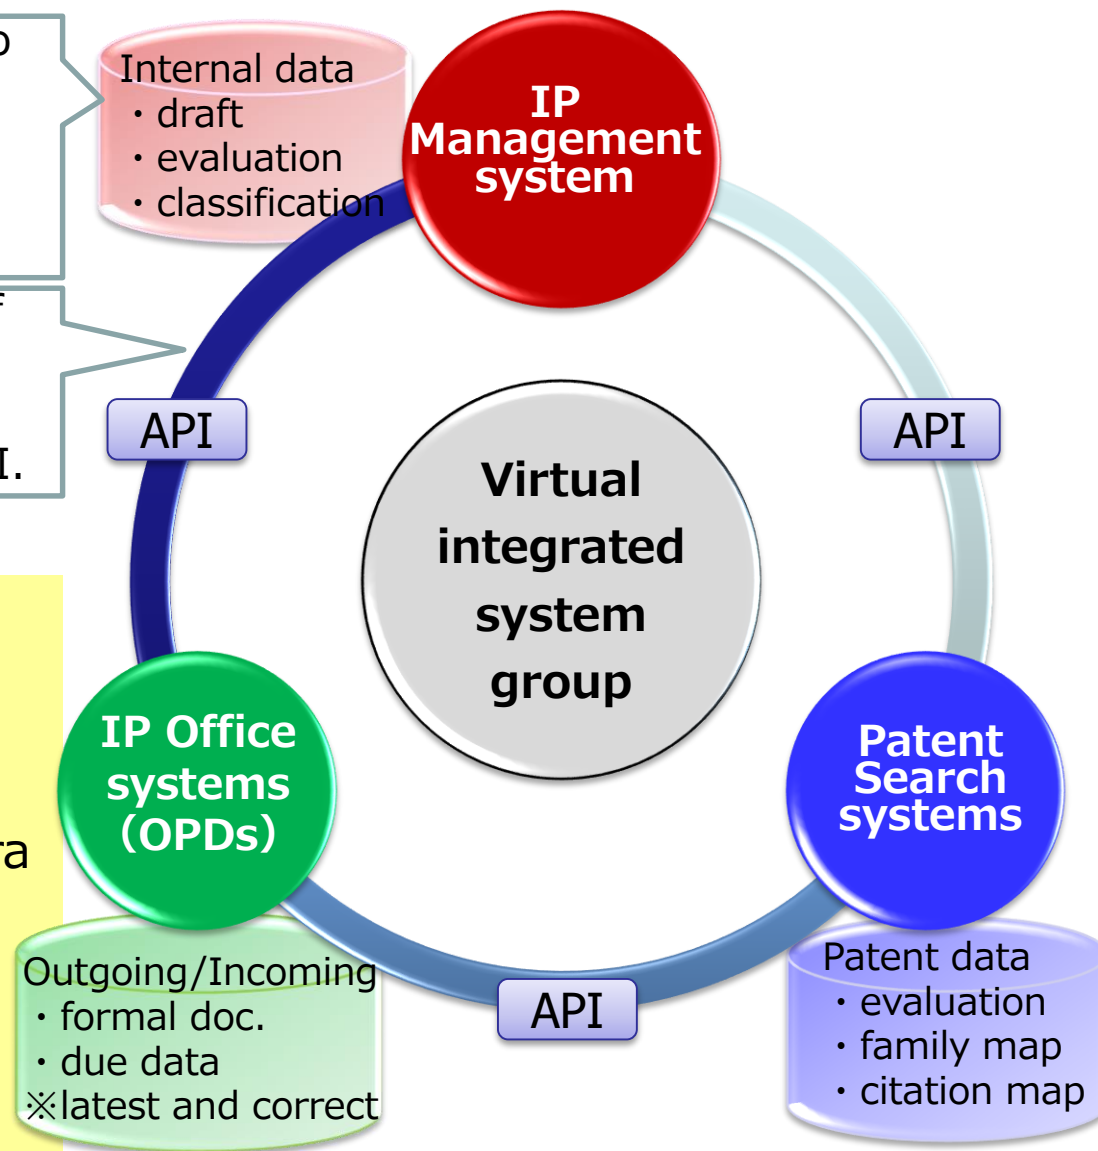 Internal data
・draft
・evaluation
・classification
IP
Management
system
API
I.
API
Virtual
integrated
system
group
IP Office
systems
(OPDs)
Patent
Search
systems
ra
Outgoing/Incoming
・formal doc.
・due data
※latest and correct
API
Patent data
・evaluation
・family map
・citation map